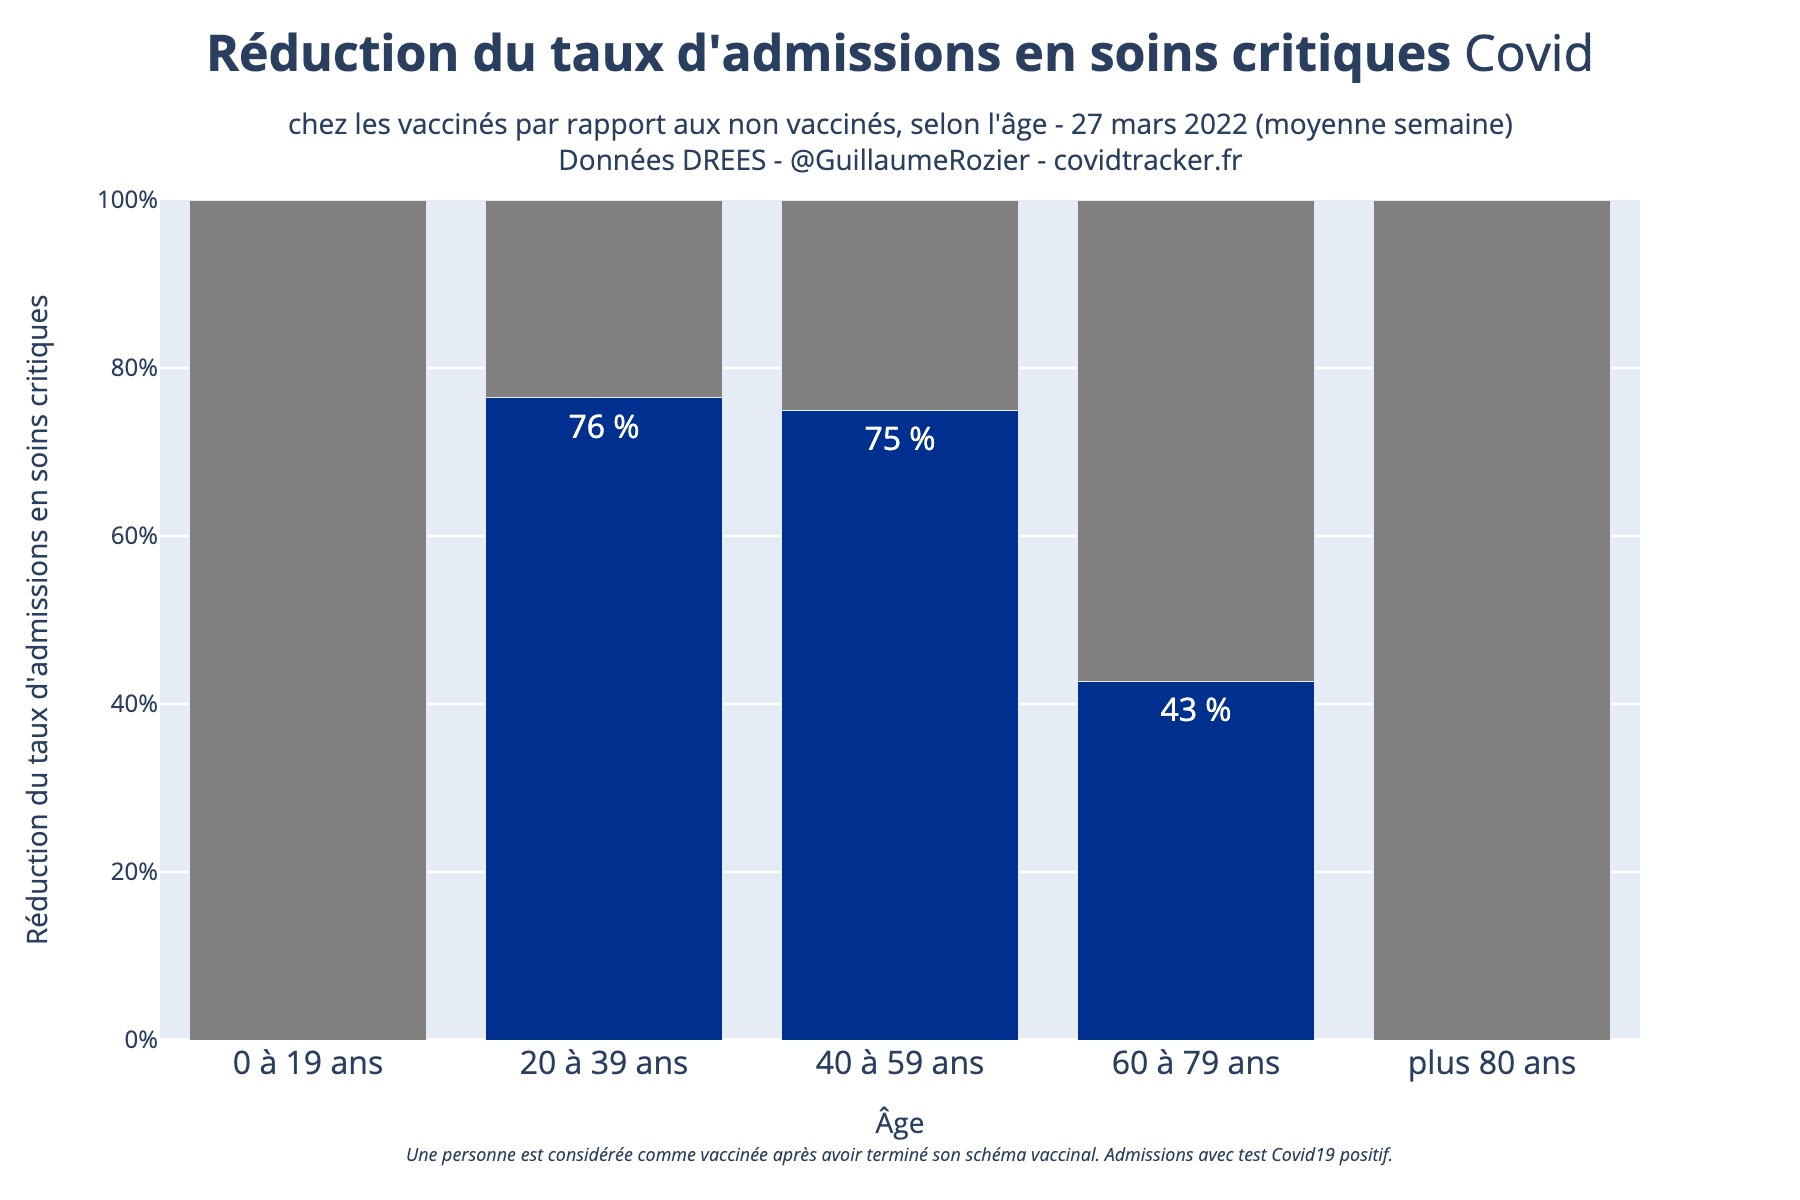 Réduction du taux d'admissions en soins critiques Covid
chez les vaccinés par rapport aux non vaccinés, selon l'âge - 27 mars 2022 (moyenne semaine)
Données DREES - @GuillaumeRozier - covidtracker.fr
Réduction du taux d'admissions en soins critiques
100%
80%
60%
40%
20%
0%
76 %
75 %
43 %
0 à 19 ans
20 à 39 ans
40 à 59 ans
60 à 79 ans
plus 80 ans
Âge
Une personne est considérée comme vaccinée après avoir terminé son schéma vaccinal. Admissions avec test Covid19 positif.